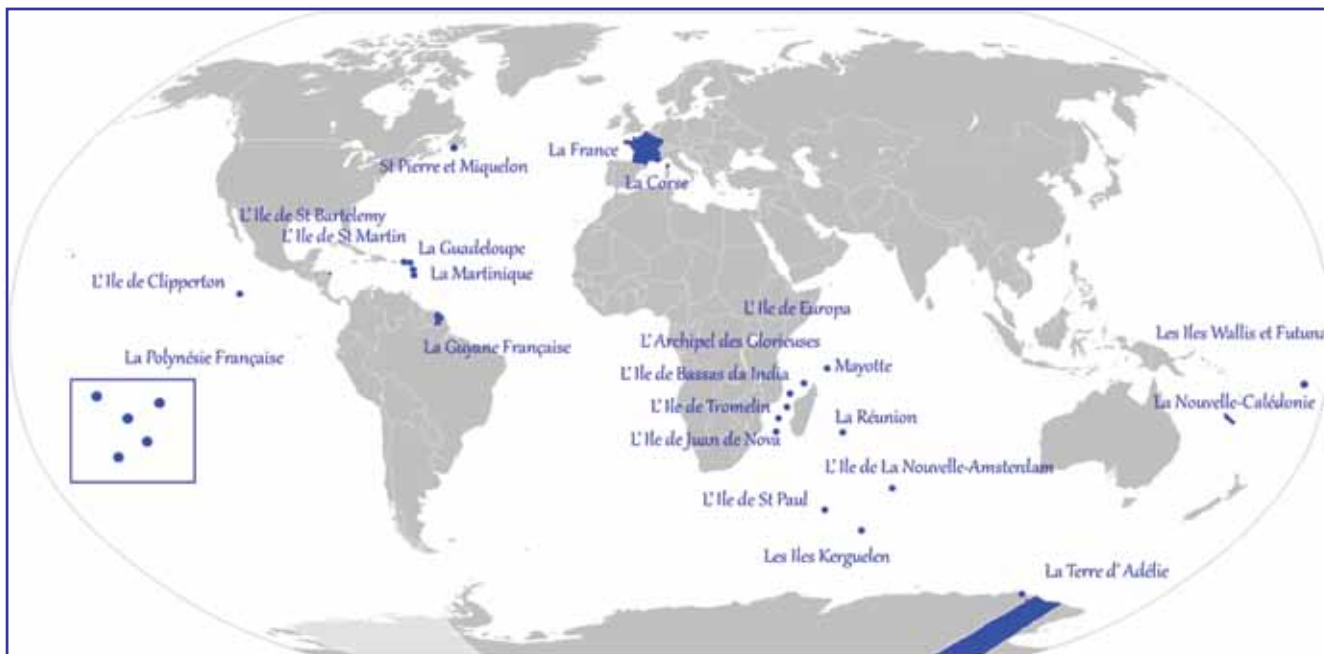 La France
St Pierre et Miquelon
La Corse
L' Ile de St Bartelemy
L' Ile de St Martin
La Guadeloupe
La Martinique
L' Ile de Clipperton
L' Ile de Europa
La Guyane Française
L' Archipel des Glorieuses
Les Iles Wallis et Futuna
La Polynésie Française
Mayotte
L' Ile de Bassas da India
La Nouvelle-Calédonie
L' Ile de Tromelin
La Réunion
L' Ile de Juan de Nova
L' Ile de La Nouvelle-Amsterdam
L' Ile de St Paul
Les Iles Kerguelen
La Terre d' Adélie